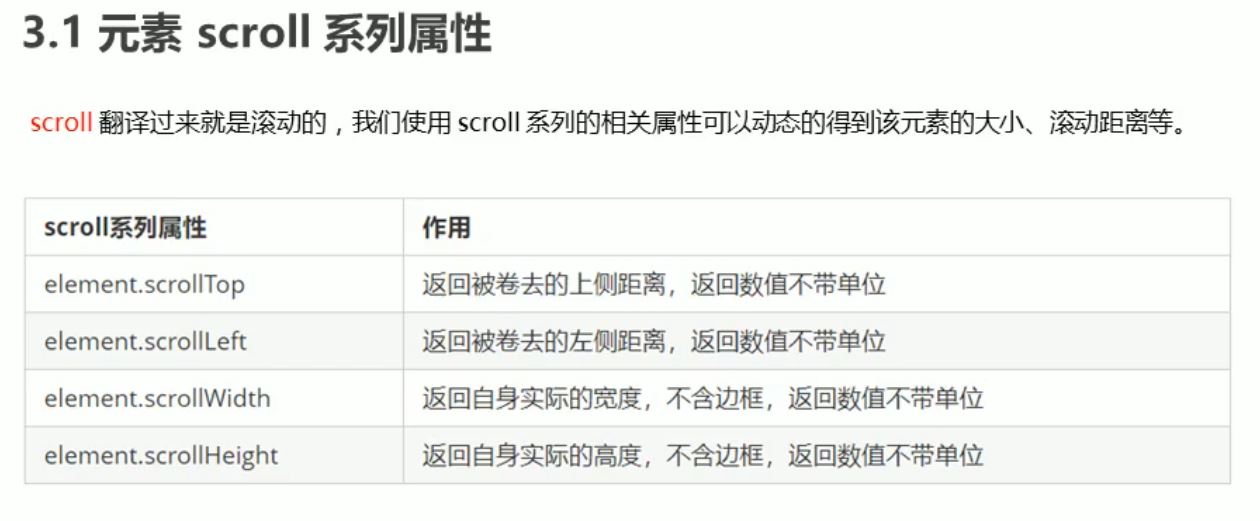 3.1 元素 scroll 系列属性
scroll 翻译过来就是滚动的，我们使用 scroll 系列的相关属性可以动态的得到该元素的大小、滚动距离等。
scroll系列属性 作用
element.scrollTop 返回被卷去的上侧距离，返回数值不带单位
element.scrollLeft 返回被卷去的左侧距离，返回数值不带单位
element.scrollWidth 返回自身实际的宽度，不含边框，返回数值不带单位
element.scrollHeight 返回自身实际的高度，不含边框，返回数值不带单位